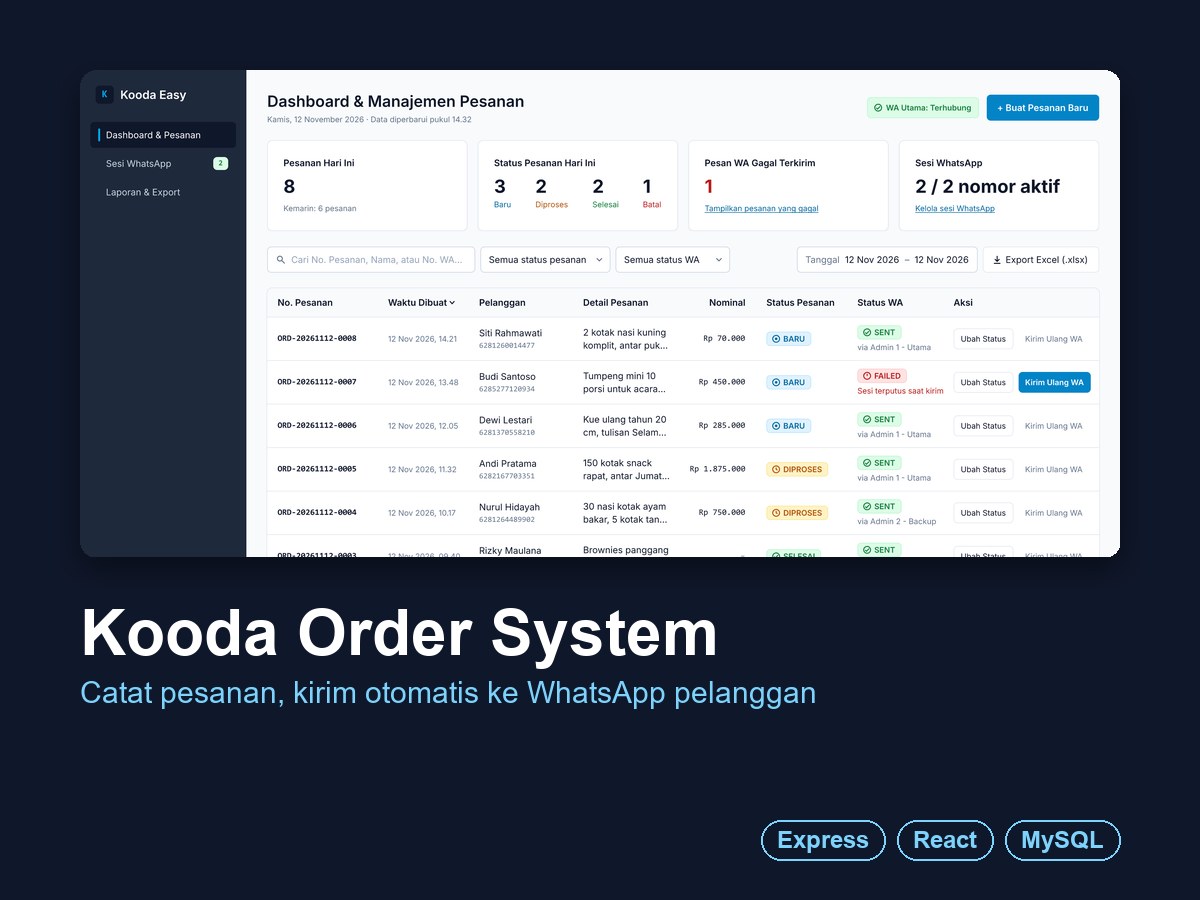 K Kooda Easy
Dashboard & Pesanan
Sesi WhatsApp 2
Laporan & Export
Dashboard & Manajemen Pesanan
Kamis, 12 November 2026 · Data diperbarui pukul 14.32
WA Utama: Terhubung
+ Buat Pesanan Baru
Pesanan Hari Ini
8
Kemarin: 6 pesanan
Status Pesanan Hari Ini
3 2 2 1
Baru Diproses Selesai Batal
Pesan WA Gagal Terkirim
1
Tampilkan pesanan yang gagal
Sesi WhatsApp
2 / 2 nomor aktif
Kelola sesi WhatsApp
Cari No. Pesanan, Nama, atau No. WA...
Semua status pesanan
Semua status WA
Tanggal 12 Nov 2026 – 12 Nov 2026
Export Excel (.xlsx)
No. Pesanan Waktu Dibuat Pelanggan Detail Pesanan Nominal Status Pesanan Status WA Aksi
ORD-20261112-0008 12 Nov 2026, 14.21 Siti Rahmawati 2 kotak nasi kuning Rp 70.000 BARU SENT Ubah Status Kirim Ulang WA
6281260014477 komplit, antar puk... via Admin 1 - Utama
ORD-20261112-0007 12 Nov 2026, 13.48 Budi Santoso Tumpeng mini 10 Rp 450.000 BARU FAILED Ubah Status Kirim Ulang WA
6285277120934 porsi untuk acara... Sesi terputus saat kirim
ORD-20261112-0006 12 Nov 2026, 12.05 Dewi Lestari Kue ulang tahun 20 Rp 285.000 BARU SENT Ubah Status Kirim Ulang WA
6281370558210 cm, tulisan Selam... via Admin 1 - Utama
ORD-20261112-0005 12 Nov 2026, 11.32 Andi Pratama 150 kotak snack Rp 1.875.000 DIPROSES SENT Ubah Status Kirim Ulang WA
6282167703351 rapat, antar Jumat... via Admin 1 - Utama
ORD-20261112-0004 12 Nov 2026, 10.17 Nurul Hidayah 30 nasi kotak ayam Rp 750.000 DIPROSES SENT Ubah Status Kirim Ulang WA
6281264489902 bakar, 5 kotak tan... via Admin 2 - Backup
ORD-20261112-0003 12 Nov 2026, 09.40 Rizky Maulana Brownies panggang - SELESAI SENT Ubah Status Kirim Ulang WA
Kooda Order System
Catat pesanan, kirim otomatis ke WhatsApp pelanggan
Express React MySQL